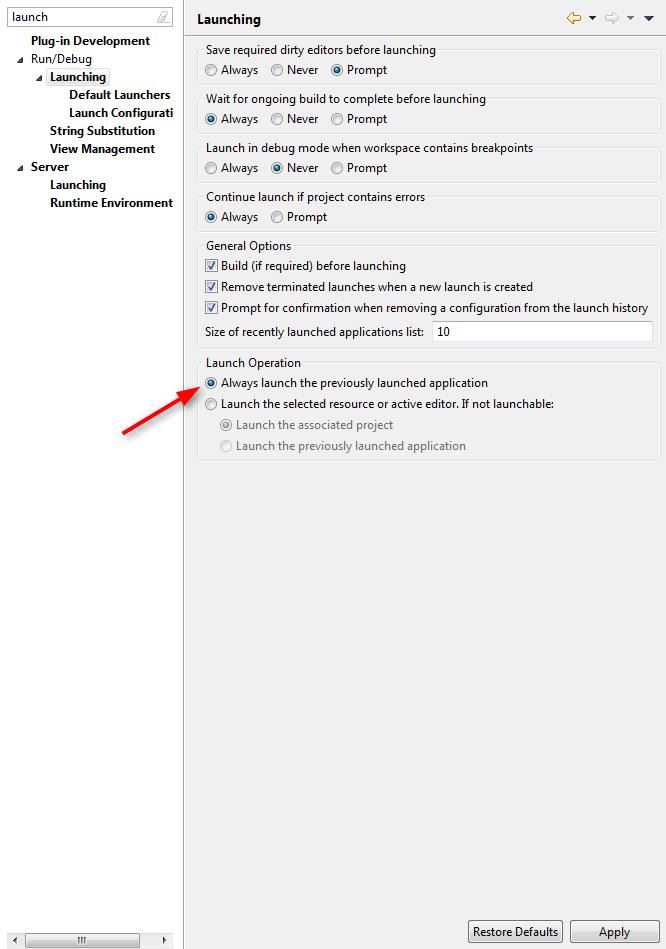 launch
Plug-in Development
Run/Debug
Launching
Default Launchers
Launch Configurati
String Substitution
View Management
Server
Launching
Runtime Environment
Launching
Save required dirty editors before launching
Always Never Prompt
Wait for ongoing build to complete before launching
Always Never Prompt
Launch in debug mode when workspace contains breakpoints
Always Never Prompt
Continue launch if project contains errors
Always Prompt
General Options
Build (if required) before launching
Remove terminated launches when a new launch is created
Prompt for confirmation when removing a configuration from the launch history
Size of recently launched applications list: 10
Launch Operation
Always launch the previously launched application
Launch the selected resource or active editor. If not launchable:
Launch the associated project
Launch the previously launched application
Restore Defaults Apply